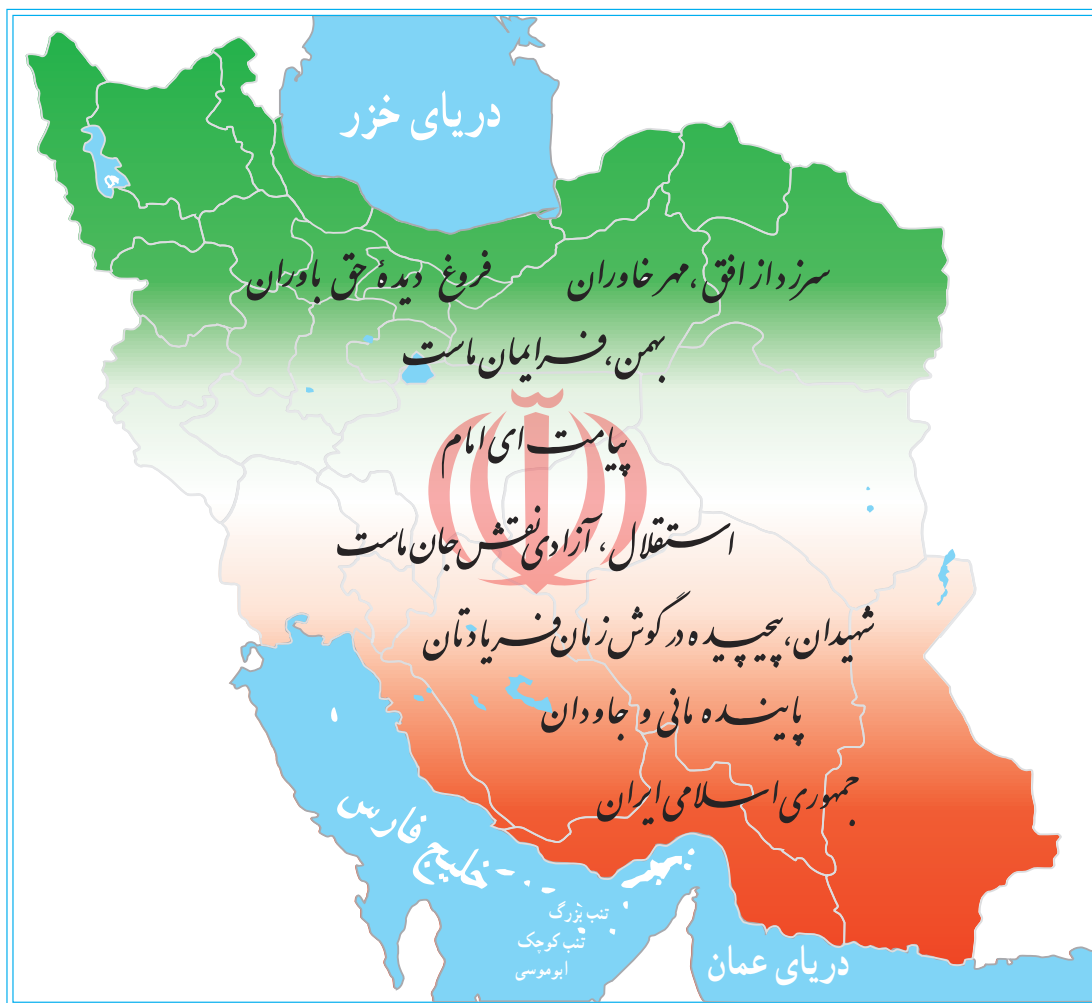 دریای خزر
سر زد از افق، مهر خاوران فروغ دیدهٔ حق باوران
بهمن، فر ایمان ماست
پیامت ای امام
استقلال، آزادی نقش جان ماست
شهیدان، پیچیده در گوش زمان فریادتان
پاینده مانی و جاودان
جمهوری اسلامی ایران
خلیج فارس
تنب بزرگ
تنب کوچک
ابوموسی
دریای عمان